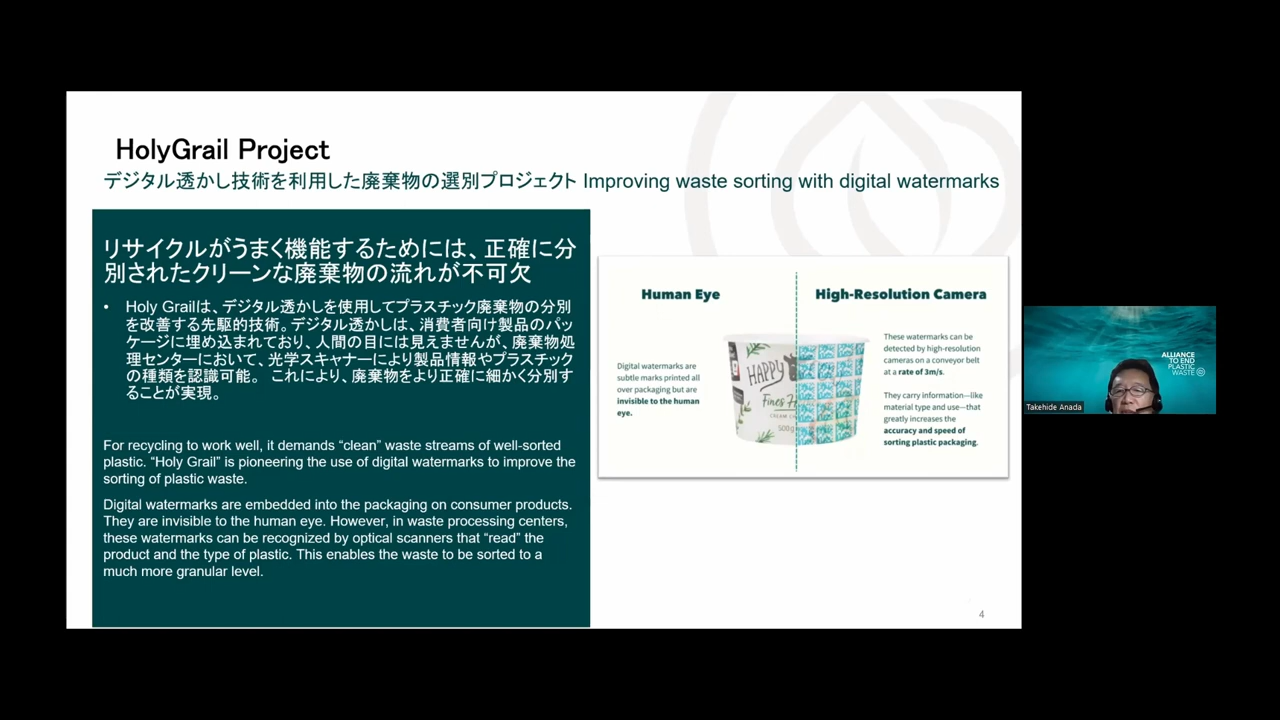 HolyGrail Project
デジタル透かし技術を利用した廃棄物の選別プロジェクト Improving waste sorting with digital watermarks
リサイクルがうまく機能するためには、正確に分
別されたクリーンな廃棄物の流れが不可欠
• Holy Grailは、デジタル透かしを使用してプラスチック廃棄物の分別
を改善する先駆的技術。デジタル透かしは、消費者向け製品のパッ
ケージに埋め込まれており、人間の目には見えませんが、廃棄物処
理センターにおいて、光学スキャナーにより製品情報やプラスチック
の種類を認識可能。 これにより、廃棄物をより正確に細かく分別す
ることが実現。
For recycling to work well, it demands “clean” waste streams of well-sorted
plastic. “Holy Grail” is pioneering the use of digital watermarks to improve the
sorting of plastic waste.
Digital watermarks are embedded into the packaging on consumer products.
They are invisible to the human eye. However, in waste processing centers,
these watermarks can be recognized by optical scanners that “read” the
product and the type of plastic. This enables the waste to be sorted to a
much more granular level.
Human Eye
Digital watermarks are
subtle marks printed all
over packaging but are
invisible to the human
eye.
HAPPY
Fines H
CREAM CH
500g
High-Resolution Camera
These watermarks can be
detected by high-resolution
cameras on a conveyor belt
at a rate of 3m/s.
They carry information—like
material type and use—that
greatly increases the
accuracy and speed of
sorting plastic packaging.
4
ALLIANCE
TO END
PLASTIC
WASTE
Takehide Anada